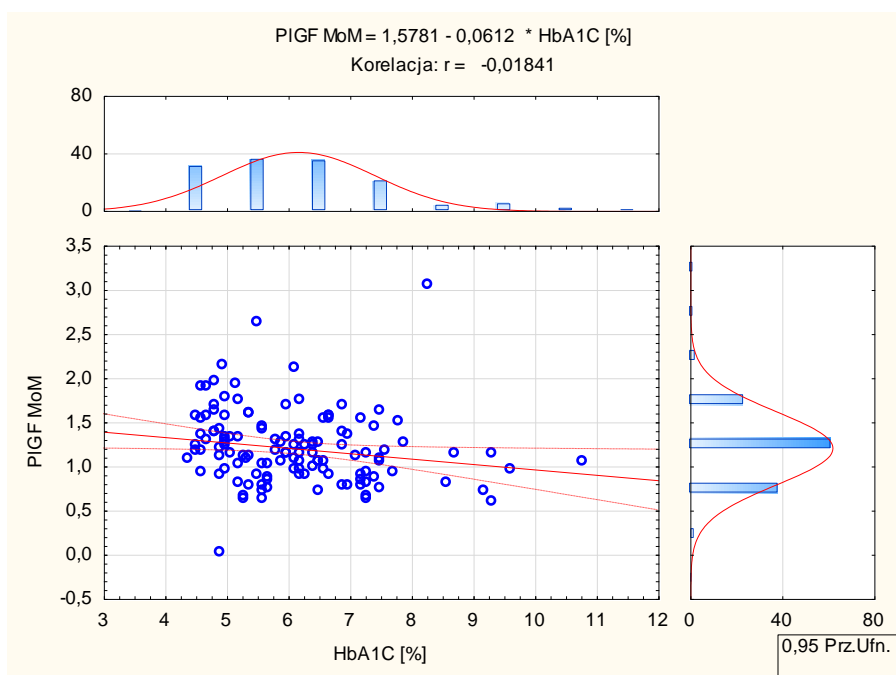 PlGF MoM = 1,5781 - 0,0612 * HbA1C [%]
Korelacja: r = -0,01841
80
40
0
3,5
3,0
2,5
2,0
1,5
1,0
0,5
0,0
-0,5
PlGF MoM
3 4 5 6 7 8 9 10 11 12
HbA1C [%]
0 40 80
0,95 Prz.Ufn.